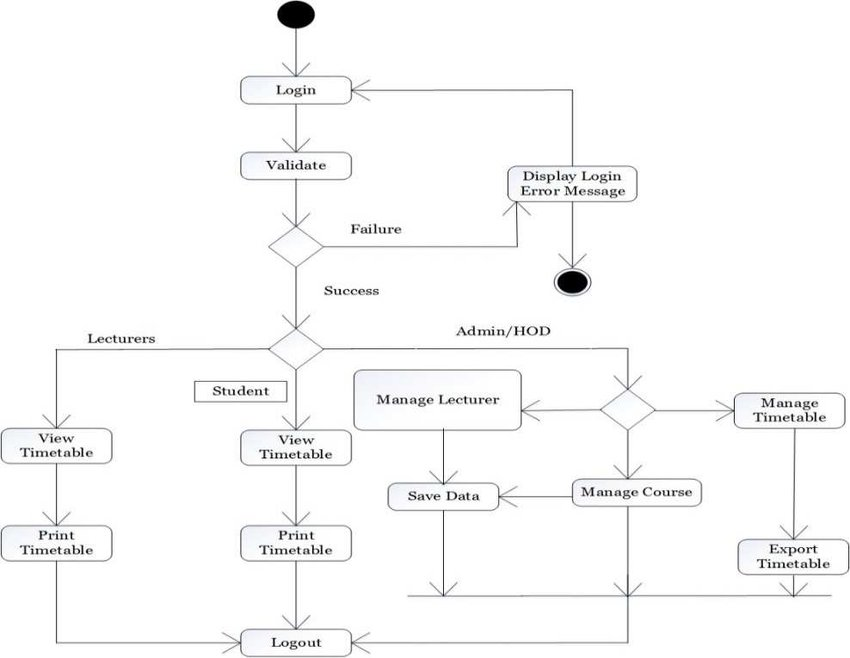 Login
Validate
Display Login
Error Message
Failure
Success
Admin/HOD
Lecturers
Student
Manage Lecturer
Manage
Timetable
View
Timetable
View
Timetable
Save Data
Manage Course
Print
Timetable
Print
Timetable
Export
Timetable
Logout